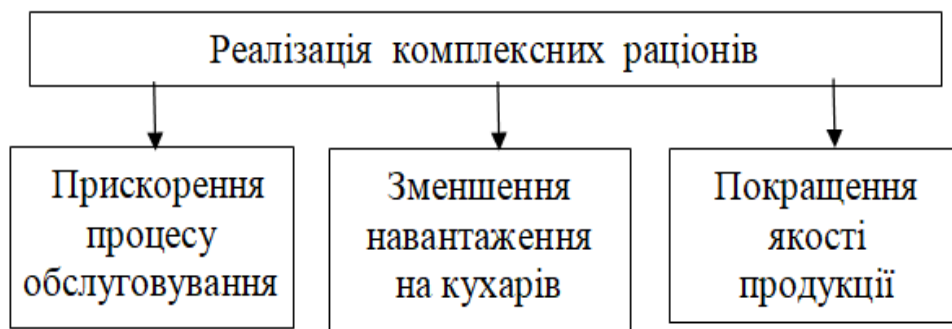 Реалізація комплексних раціонів
Прискорення
процесу
обслуговування
Зменшення
навантаження
на кухарів
Покращення
якості
продукції